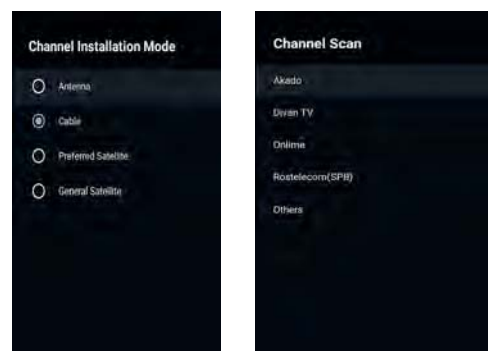 Channel Installation Mode
Antenna
Cable
Preferred Satellite
General Satellite
Channel Scan
Akado
Divan TV
Onlime
Rostelecom(SPB)
Others